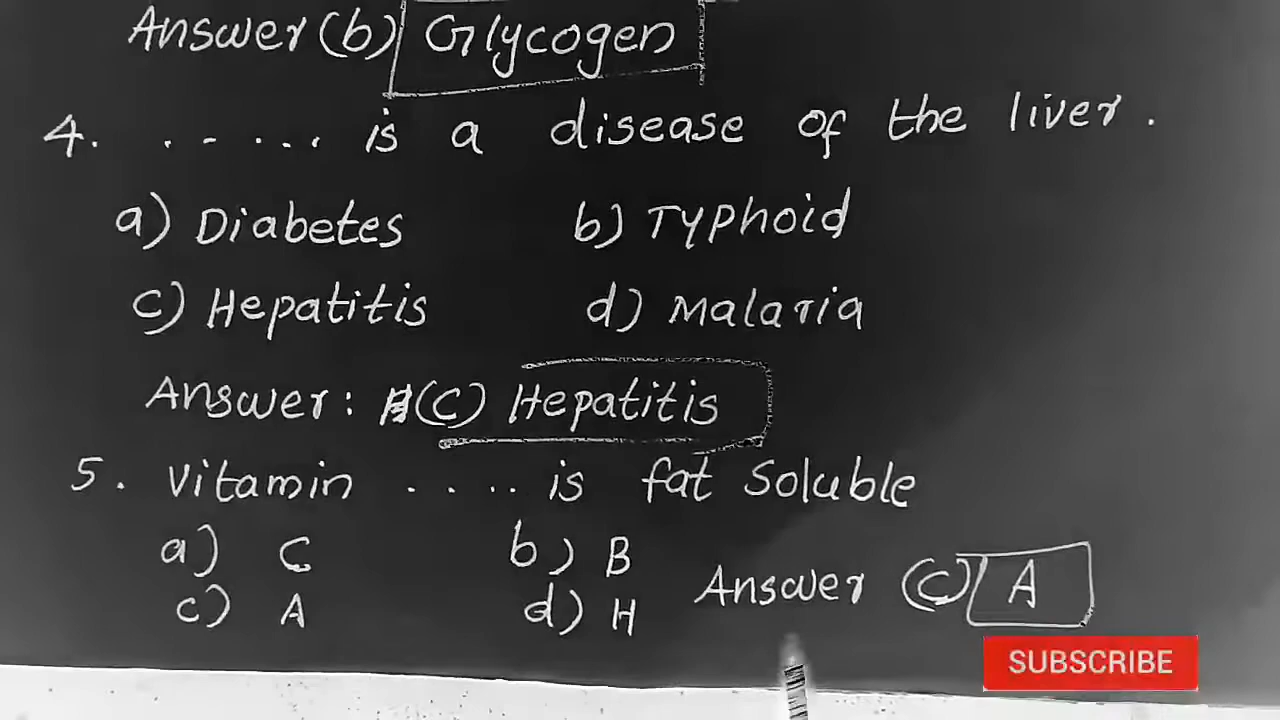 Answer (b) Glycogen
4. . - . . . . is a disease of the liver.
a) Diabetes b) Typhoid
c) Hepatitis d) Malaria
Answer: (C) Hepatitis
5. Vitamin . . . . is fat Soluble
a) C b) B
c) A d) H Answer (C) A
SUBSCRIBE